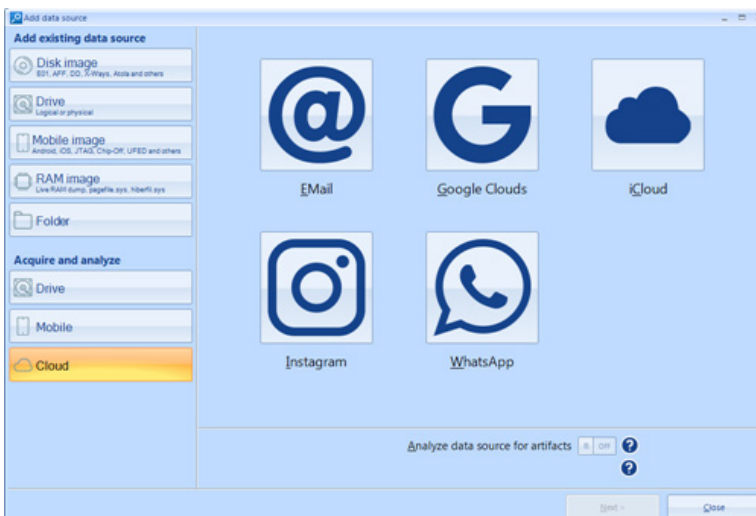 Add data source
Add existing data source
Disk image
E01, AFF, DD, X-Ways, Atola and others
Drive
Logical or physical
Mobile image
Android, iOS, JTAG, Chip-Off, UFED and others
RAM image
Live RAM dump, pagefile.sys, hiberfil.sys
Folder
Acquire and analyze
Drive
Mobile
Cloud
EMail
Google Clouds
iCloud
Instagram
WhatsApp
Analyze data source for artifacts
Off
?
?
Next >
Close